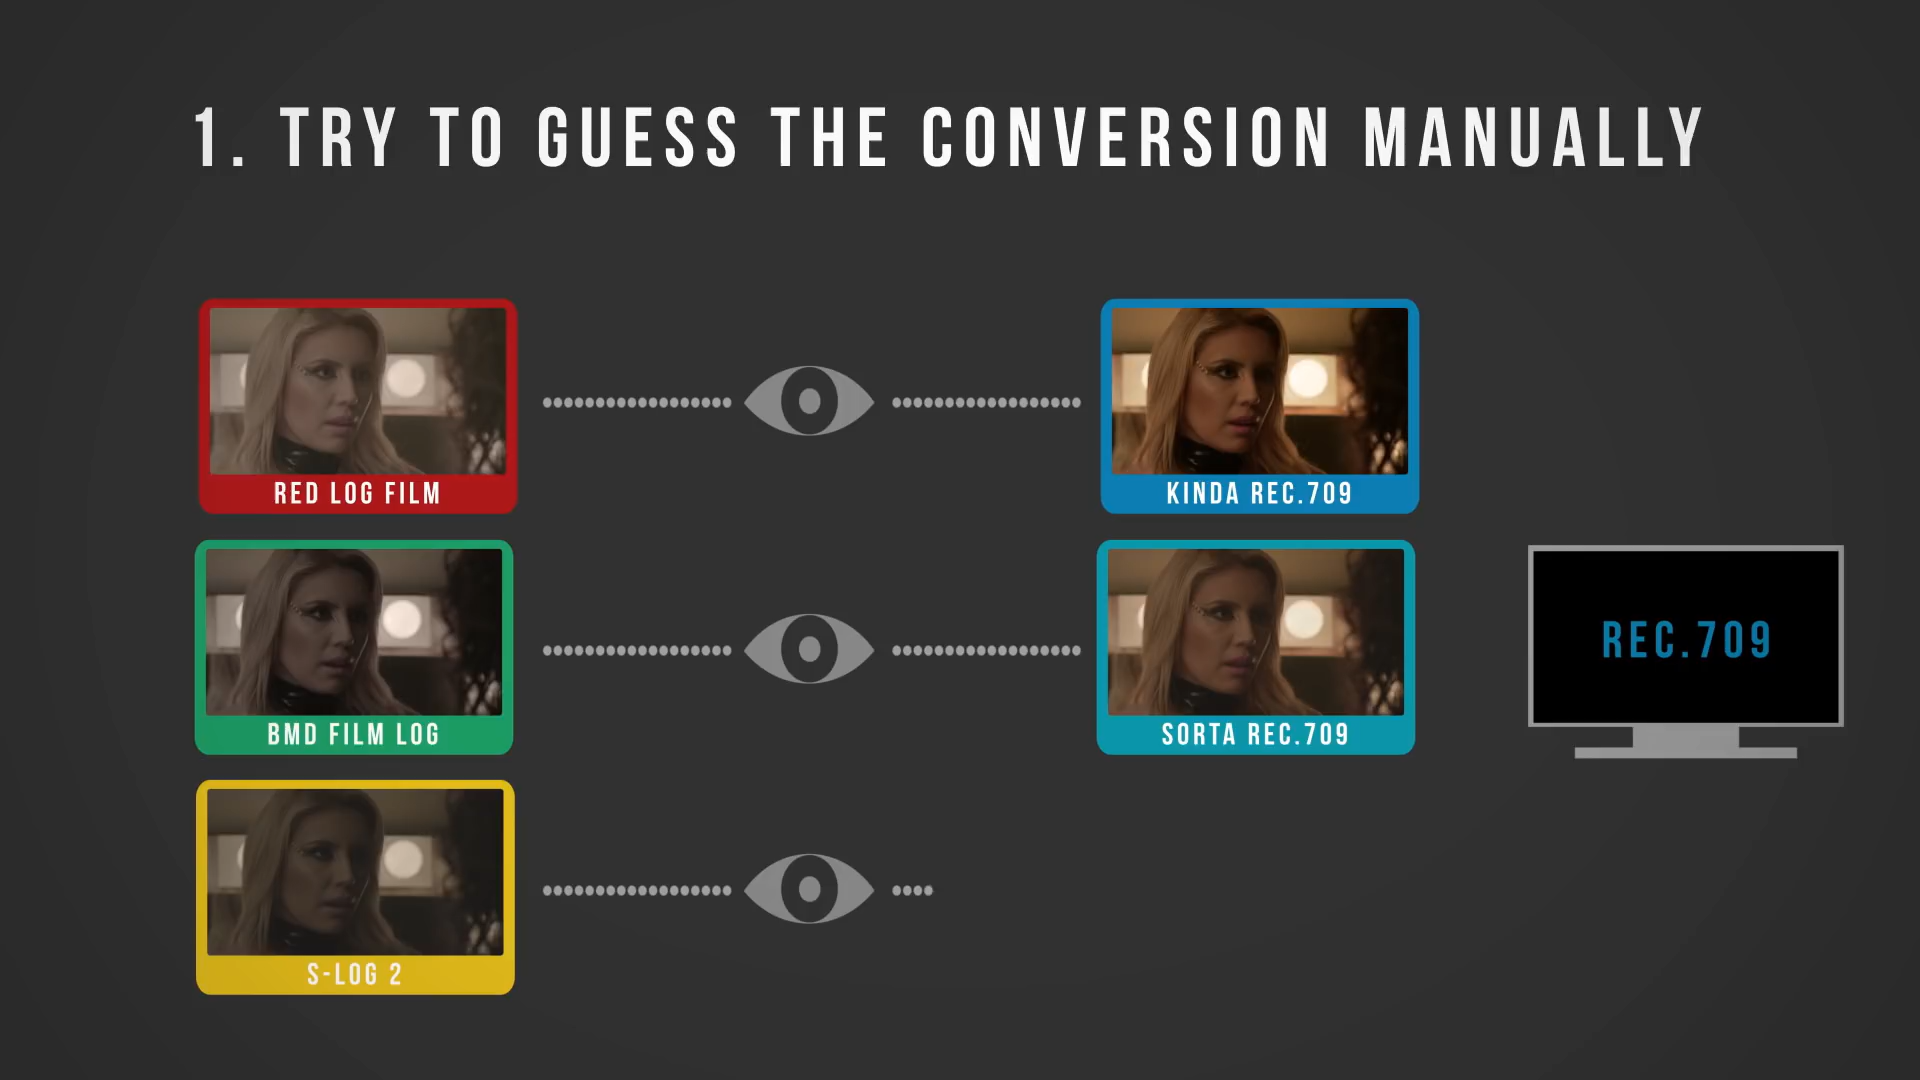 1. TRY TO GUESS THE CONVERSION MANUALLY
RED LOG FILM
KINDA REC.709
BMD FILM LOG
SORTA REC.709
REC.709
S-LOG 2